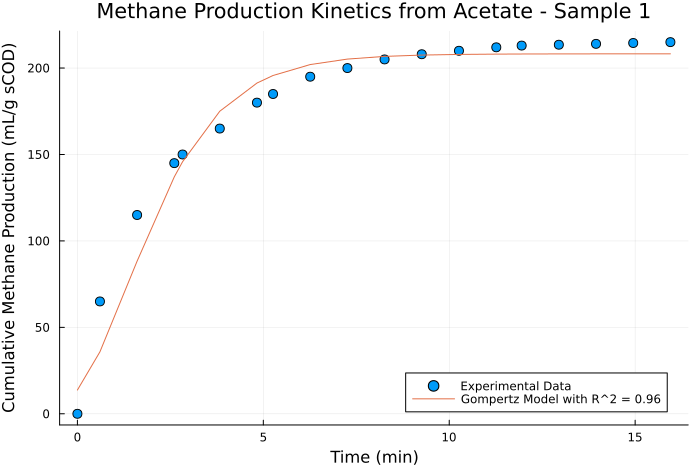 Methane Production Kinetics from Acetate - Sample 1
Cumulative Methane Production (mL/g sCOD)
200
150
100
50
0
Experimental Data
Gompertz Model with R^2 = 0.96
0 5 10 15
Time (min)